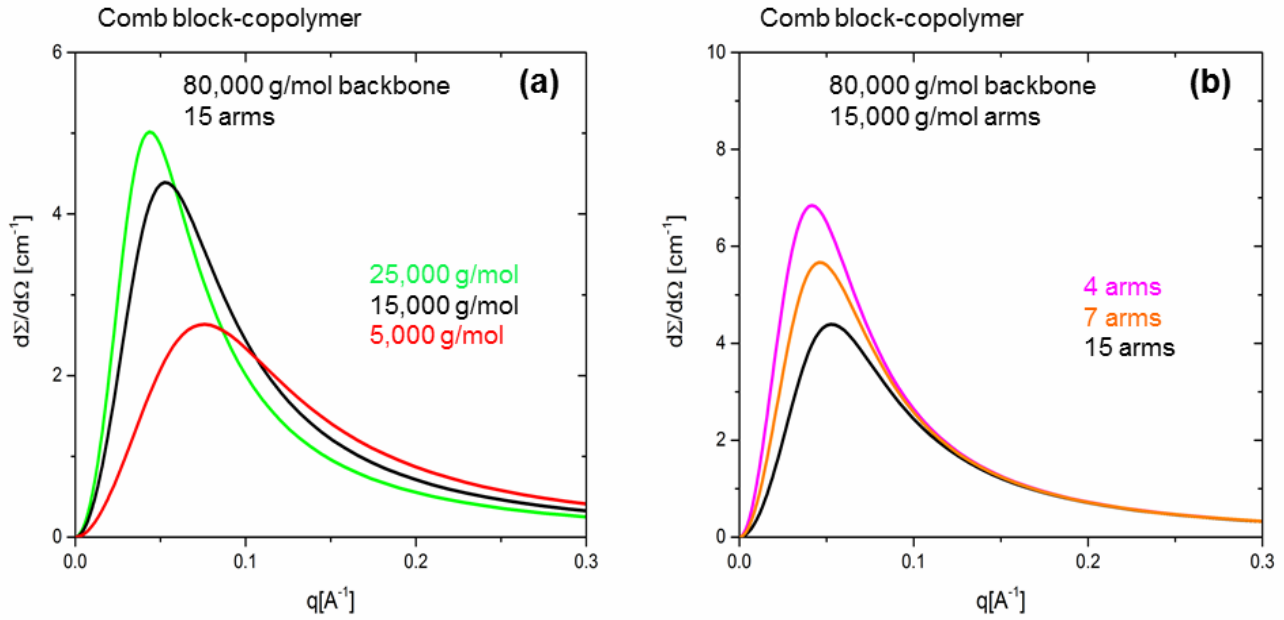 Comb block-copolymer
(a)
80,000 g/mol backbone
15 arms
25,000 g/mol
15,000 g/mol
5,000 g/mol
6
4
2
0
0.0 0.1 0.2 0.3
dΣ/dΩ [cm⁻¹]
q[A⁻¹]
Comb block-copolymer
(b)
80,000 g/mol backbone
15,000 g/mol arms
4 arms
7 arms
15 arms
10
8
6
4
2
0
0.0 0.1 0.2 0.3
dΣ/dΩ [cm⁻¹]
q[A⁻¹]